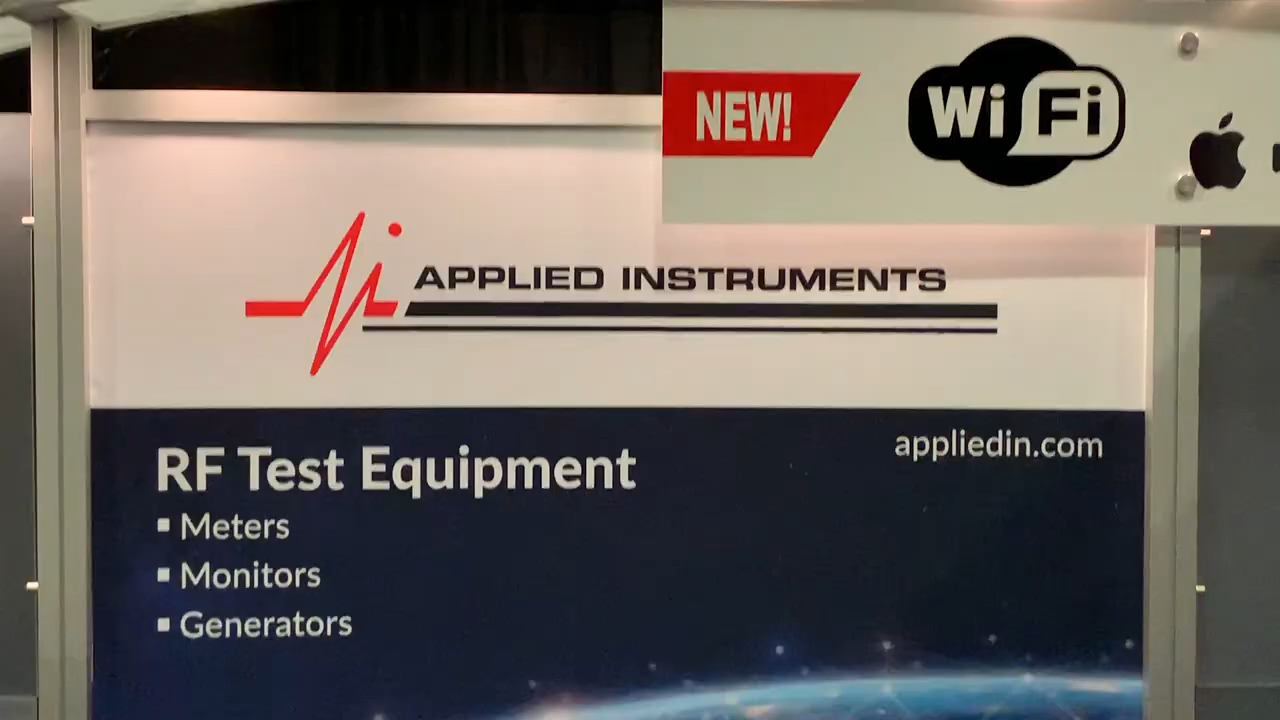 NEW!
WiFi
APPLIED INSTRUMENTS
appliedin.com
RF Test Equipment
▪ Meters
▪ Monitors
▪ Generators